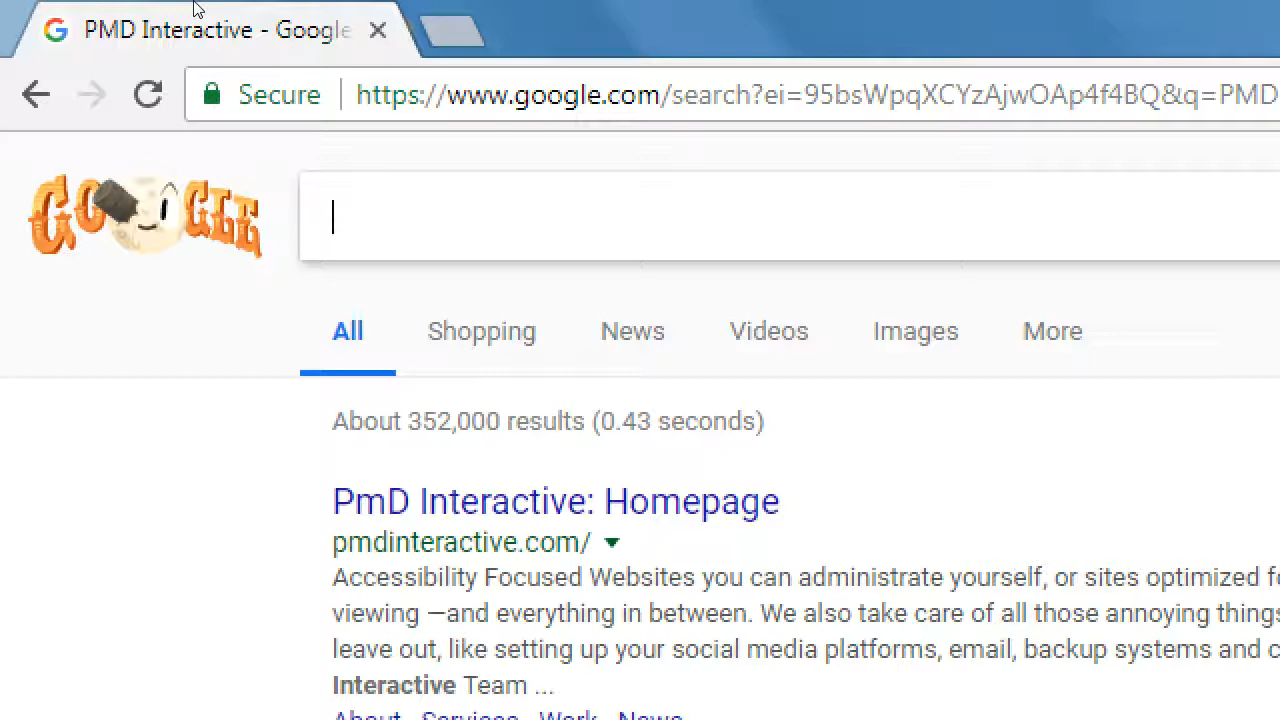 PMD Interactive - Google
Secure https://www.google.com/search?ei=95bsWpqXCYzAjwOAp4f4BQ&q=PMD
GOOGLE
All Shopping News Videos Images More
About 352,000 results (0.43 seconds)
PmD Interactive: Homepage
pmdinteractive.com/
Accessibility Focused Websites you can administrate yourself, or sites optimized fo
viewing —and everything in between. We also take care of all those annoying things
leave out, like setting up your social media platforms, email, backup systems and c
Interactive Team ...
About Services Work News